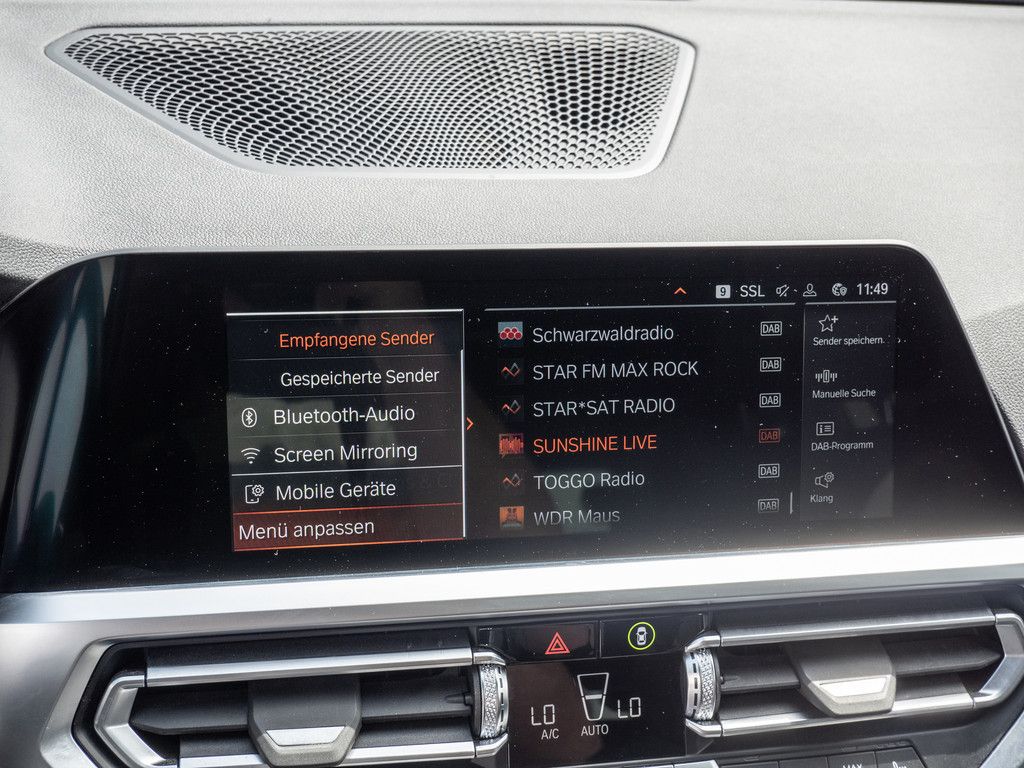 9 SSL 11:49
Empfangene Sender
Gespeicherte Sender
Bluetooth-Audio
Screen Mirroring
Mobile Geräte
Menü anpassen
Schwarzwaldradio DAB
STAR FM MAX ROCK DAB
STAR*SAT RADIO DAB
SUNSHINE LIVE DAB
TOGGO Radio DAB
WDR Maus DAB
Sender speichern.
Manuelle Suche
DAB-Programm
Klang
LO LO
A/C AUTO
MAX